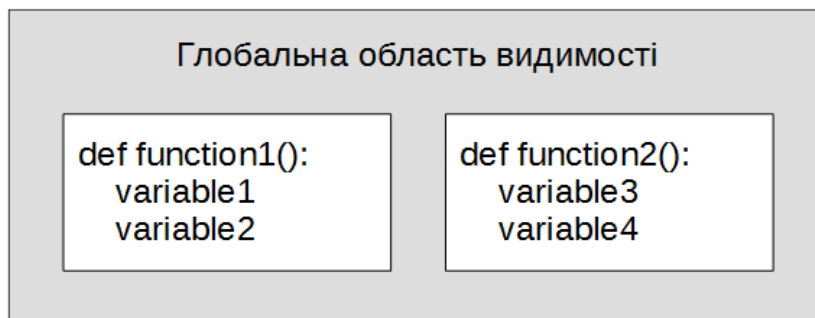 Глобальна область видимості
def function1():
variable1
variable2
def function2():
variable3
variable4